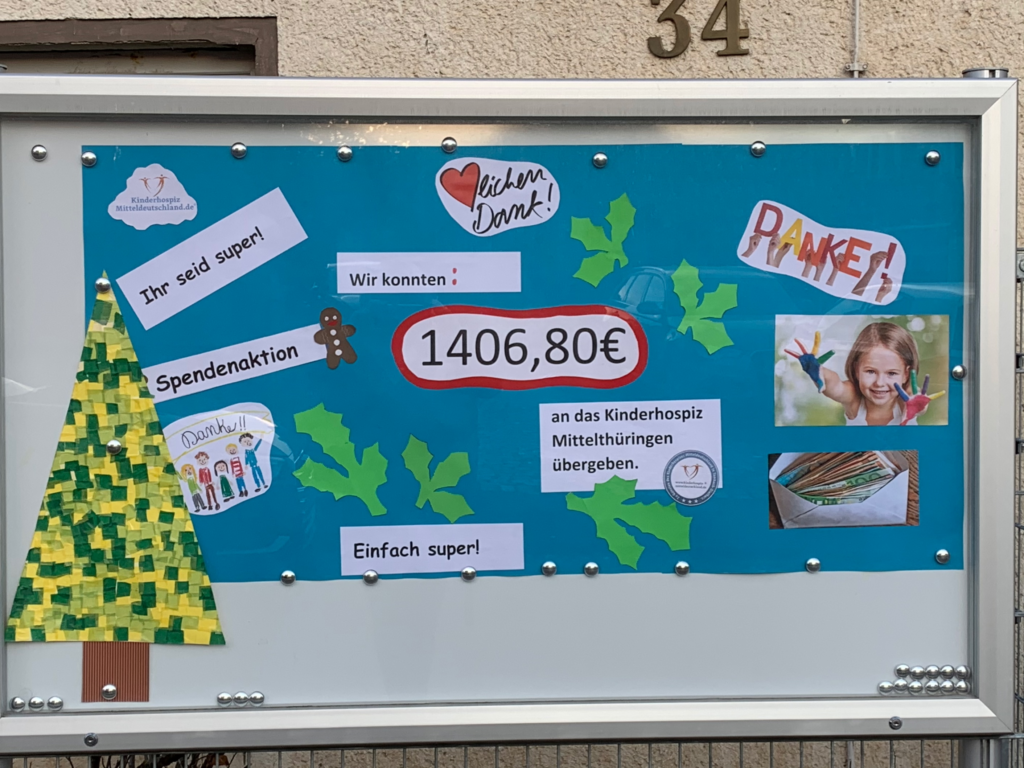 34
Kinderhospiz
Mitteldeutschland.de
lichen
Dank!
DANKE!
Ihr seid super!
Wir konnten :
1406,80€
Spendenaktion
an das Kinderhospiz
Mittelthüringen
übergeben.
Danke!!
Einfach super!